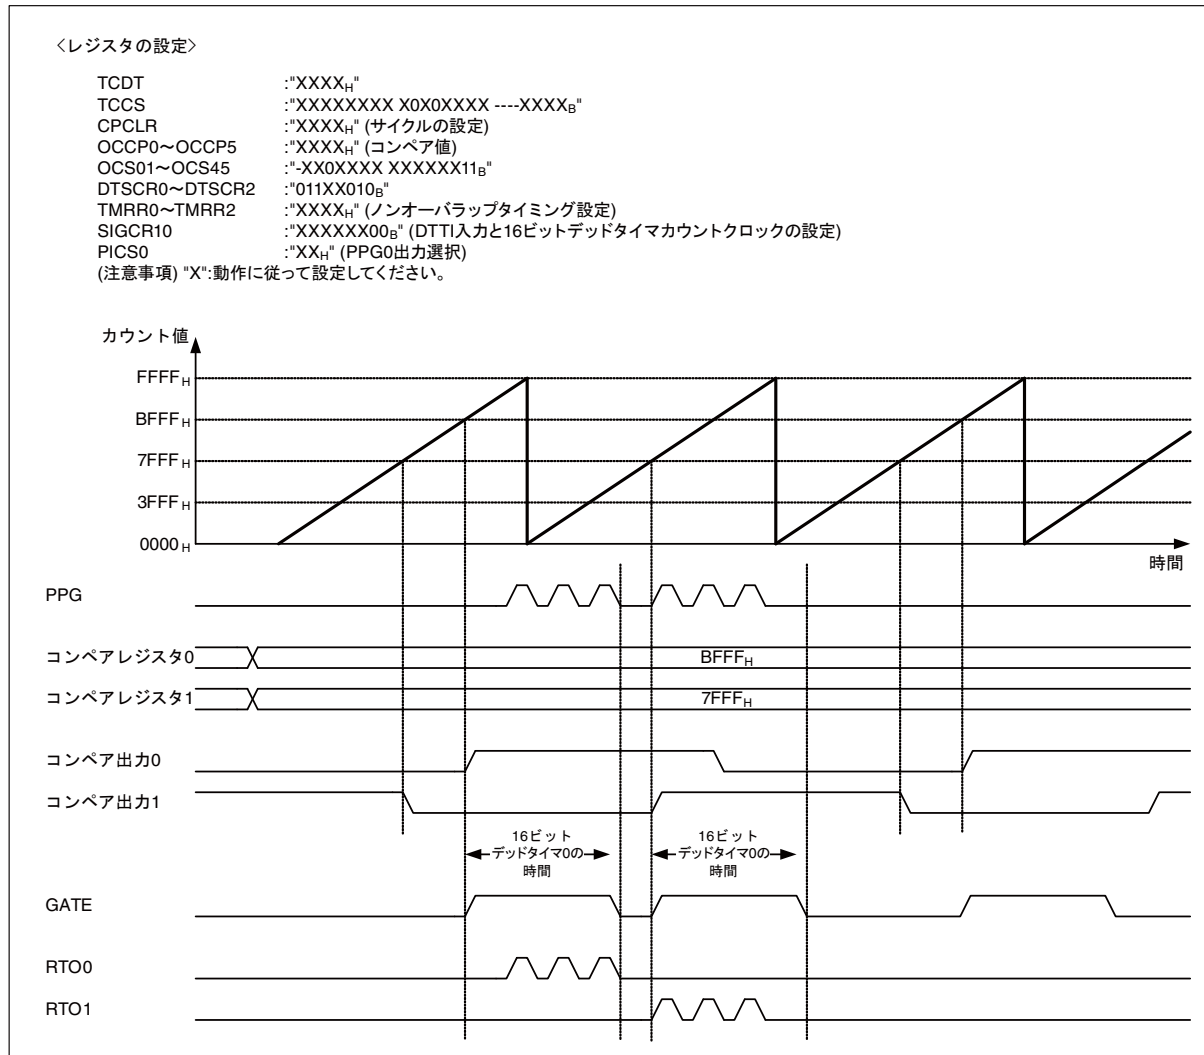 〈レジスタの設定〉
TCDT :"XXXXH"
TCCS :"XXXXXXXX X0X0XXXX ----XXXXB"
CPCLR :"XXXXH" (サイクルの設定)
OCCP0～OCCP5 :"XXXXH" (コンペア値)
OCS01～OCS45 :"-XX0XXXX XXXXXX11B"
DTSCR0～DTSCR2 :"011XX010B"
TMRR0～TMRR2 :"XXXXH" (ノンオーバラップタイミング設定)
SIGCR10 :"XXXXXX00B" (DTTI入力と16ビットデッドタイマカウントクロックの設定)
PICS0 :"XXH" (PPG0出力選択)
(注意事項) "X":動作に従って設定してください。
カウント値
FFFFH
BFFFH
7FFFH
3FFFH
0000H
時間
PPG
コンペアレジスタ0 BFFFH
コンペアレジスタ1 7FFFH
コンペア出力0
コンペア出力1
16ビット
デッドタイマ0の
時間
16ビット
デッドタイマ0の
時間
GATE
RTO0
RTO1